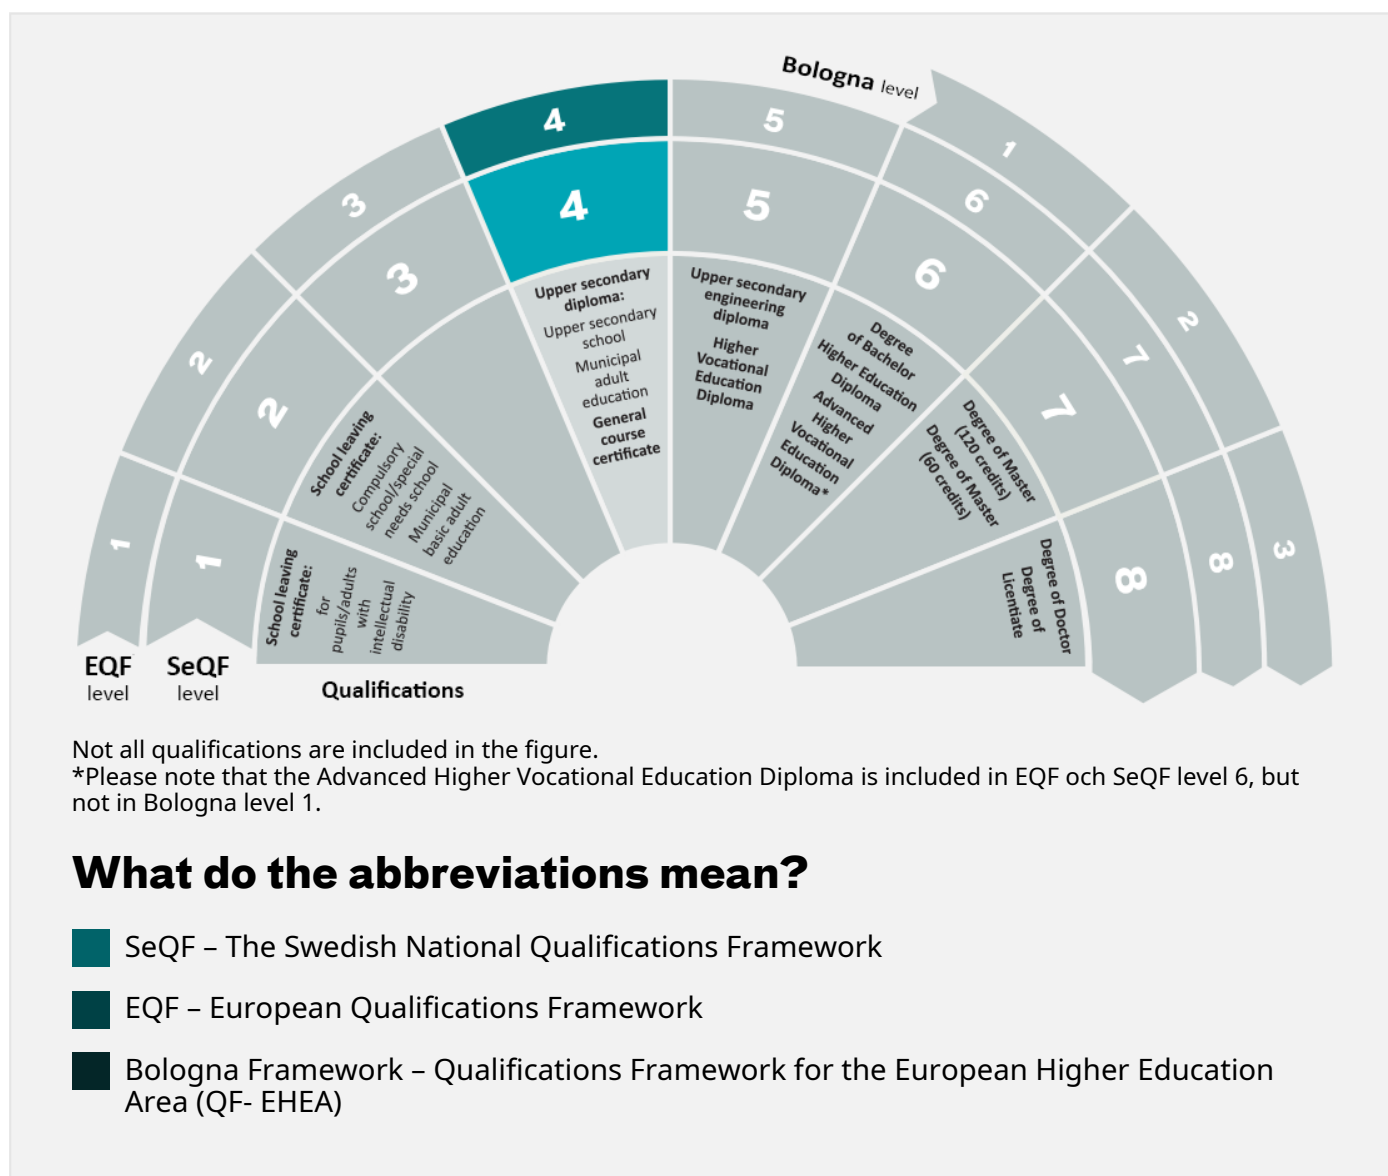 Bologna level
1
2
3
4
5
6
7
8
1
2
3
1
2
3
4
5
6
7
8
School leaving
certificate:
for
pupils/adults
with
intellectual
disability
School leaving
certificate:
Compulsory
school/special
needs school
Municipal
basic adult
education
Upper secondary
diploma:
Upper secondary
school
Municipal
adult
education
General
course
certificate
Upper secondary
engineering
diploma
Higher
Vocational
Education
Diploma
Degree
of Bachelor
Higher Education
Diploma
Advanced
Higher
Vocational
Education
Diploma*
Degree of Master
(120 credits)
Degree of Master
(60 credits)
Degree of Doctor
Degree of
Licentiate
EQF
level
SeQF
level
Qualifications
Not all qualifications are included in the figure.
*Please note that the Advanced Higher Vocational Education Diploma is included in EQF och SeQF level 6, but
not in Bologna level 1.
What do the abbreviations mean?
SeQF – The Swedish National Qualifications Framework
EQF – European Qualifications Framework
Bologna Framework – Qualifications Framework for the European Higher Education
Area (QF- EHEA)